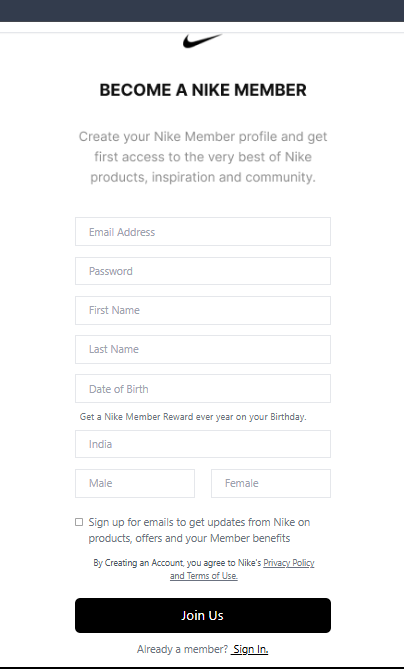 BECOME A NIKE MEMBER
Create your Nike Member profile and get
first access to the very best of Nike
products, inspiration and community.
Email Address
Password
First Name
Last Name
Date of Birth
Get a Nike Member Reward ever year on your Birthday.
India
Male Female
Sign up for emails to get updates from Nike on
products, offers and your Member benefits
By Creating an Account, you agree to Nike's Privacy Policy
and Terms of Use.
Join Us
Already a member? Sign In.